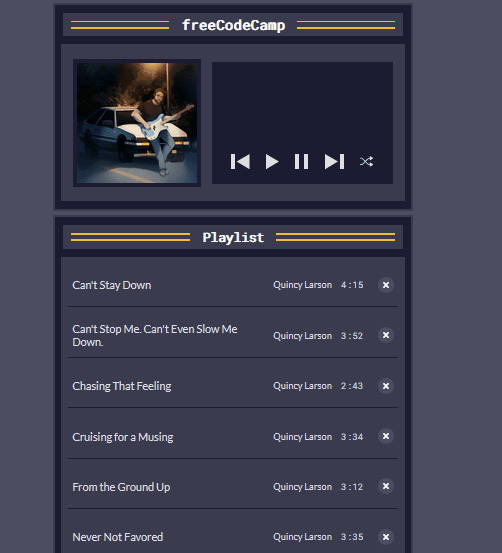 freeCodeCamp
Playlist
Can't Stay Down Quincy Larson 4:15
Can't Stop Me. Can't Even Slow Me
Down. Quincy Larson 3:52
Chasing That Feeling Quincy Larson 2:43
Cruising for a Musing Quincy Larson 3:34
From the Ground Up Quincy Larson 3:12
Never Not Favored Quincy Larson 3:35